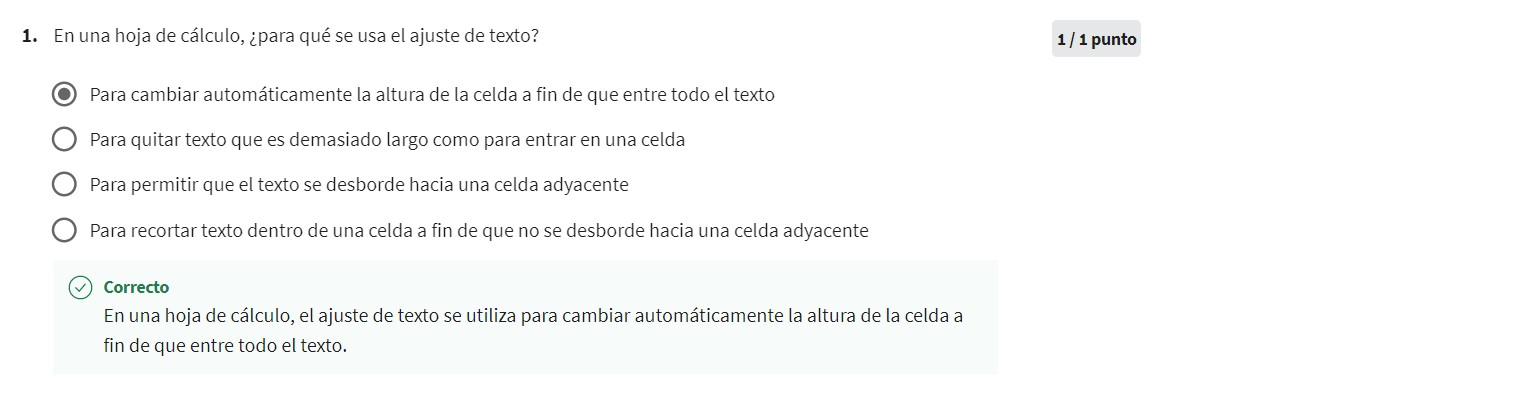 1. En una hoja de cálculo, ¿para qué se usa el ajuste de texto?
1 / 1 punto
Para cambiar automáticamente la altura de la celda a fin de que entre todo el texto
Para quitar texto que es demasiado largo como para entrar en una celda
Para permitir que el texto se desborde hacia una celda adyacente
Para recortar texto dentro de una celda a fin de que no se desborde hacia una celda adyacente
Correcto
En una hoja de cálculo, el ajuste de texto se utiliza para cambiar automáticamente la altura de la celda a
fin de que entre todo el texto.